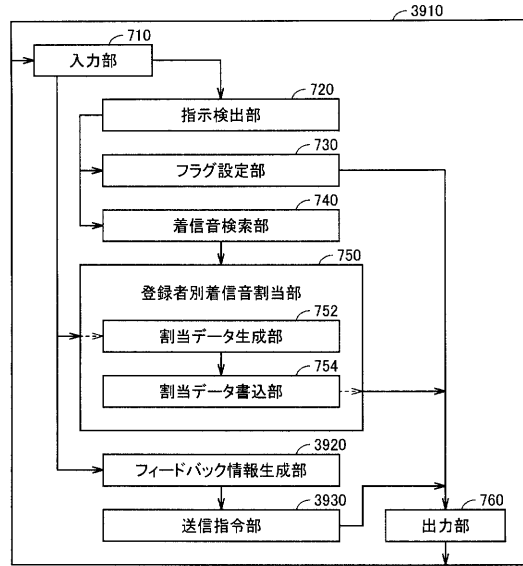 3910
710
入力部
720
指示検出部
730
フラグ設定部
740
着信音検索部
750
登録者別着信音割当部
752
割当データ生成部
754
割当データ書込部
3920
フィードバック情報生成部
3930
送信指令部
760
出力部